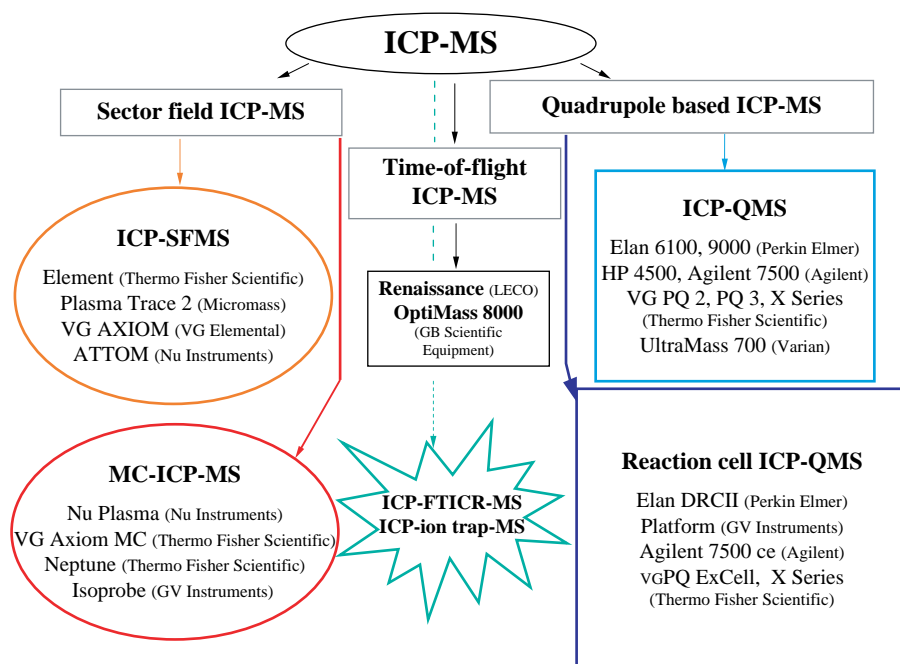 ICP-MS
Sector field ICP-MS
Quadrupole based ICP-MS
Time-of-flight
ICP-MS
ICP-SFMS
Element (Thermo Fisher Scientific)
Plasma Trace 2 (Micromass)
VG AXIOM (VG Elemental)
ATTOM (Nu Instruments)
Renaissance (LECO)
OptiMass 8000
(GB Scientific
Equipment)
ICP-QMS
Elan 6100, 9000 (Perkin Elmer)
HP 4500, Agilent 7500 (Agilent)
VG PQ 2, PQ 3, X Series
(Thermo Fisher Scientific)
UltraMass 700 (Varian)
MC-ICP-MS
Nu Plasma (Nu Instruments)
VG Axiom MC (Thermo Fisher Scientific)
Neptune (Thermo Fisher Scientific)
Isoprobe (GV Instruments)
ICP-FTICR-MS
ICP-ion trap-MS
Reaction cell ICP-QMS
Elan DRCII (Perkin Elmer)
Platform (GV Instruments)
Agilent 7500 ce (Agilent)
VGPQ ExCell, X Series
(Thermo Fisher Scientific)